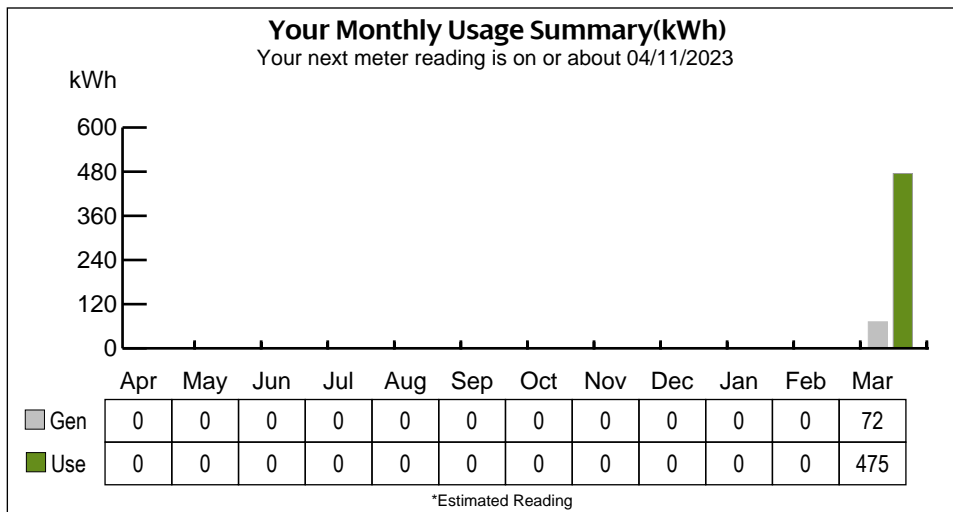 Your Monthly Usage Summary(kWh)
Your next meter reading is on or about 04/11/2023
kWh
600
480
360
240
120
0
Apr May Jun Jul Aug Sep Oct Nov Dec Jan Feb Mar
Gen 0 0 0 0 0 0 0 0 0 0 0 72
Use 0 0 0 0 0 0 0 0 0 0 0 475
*Estimated Reading